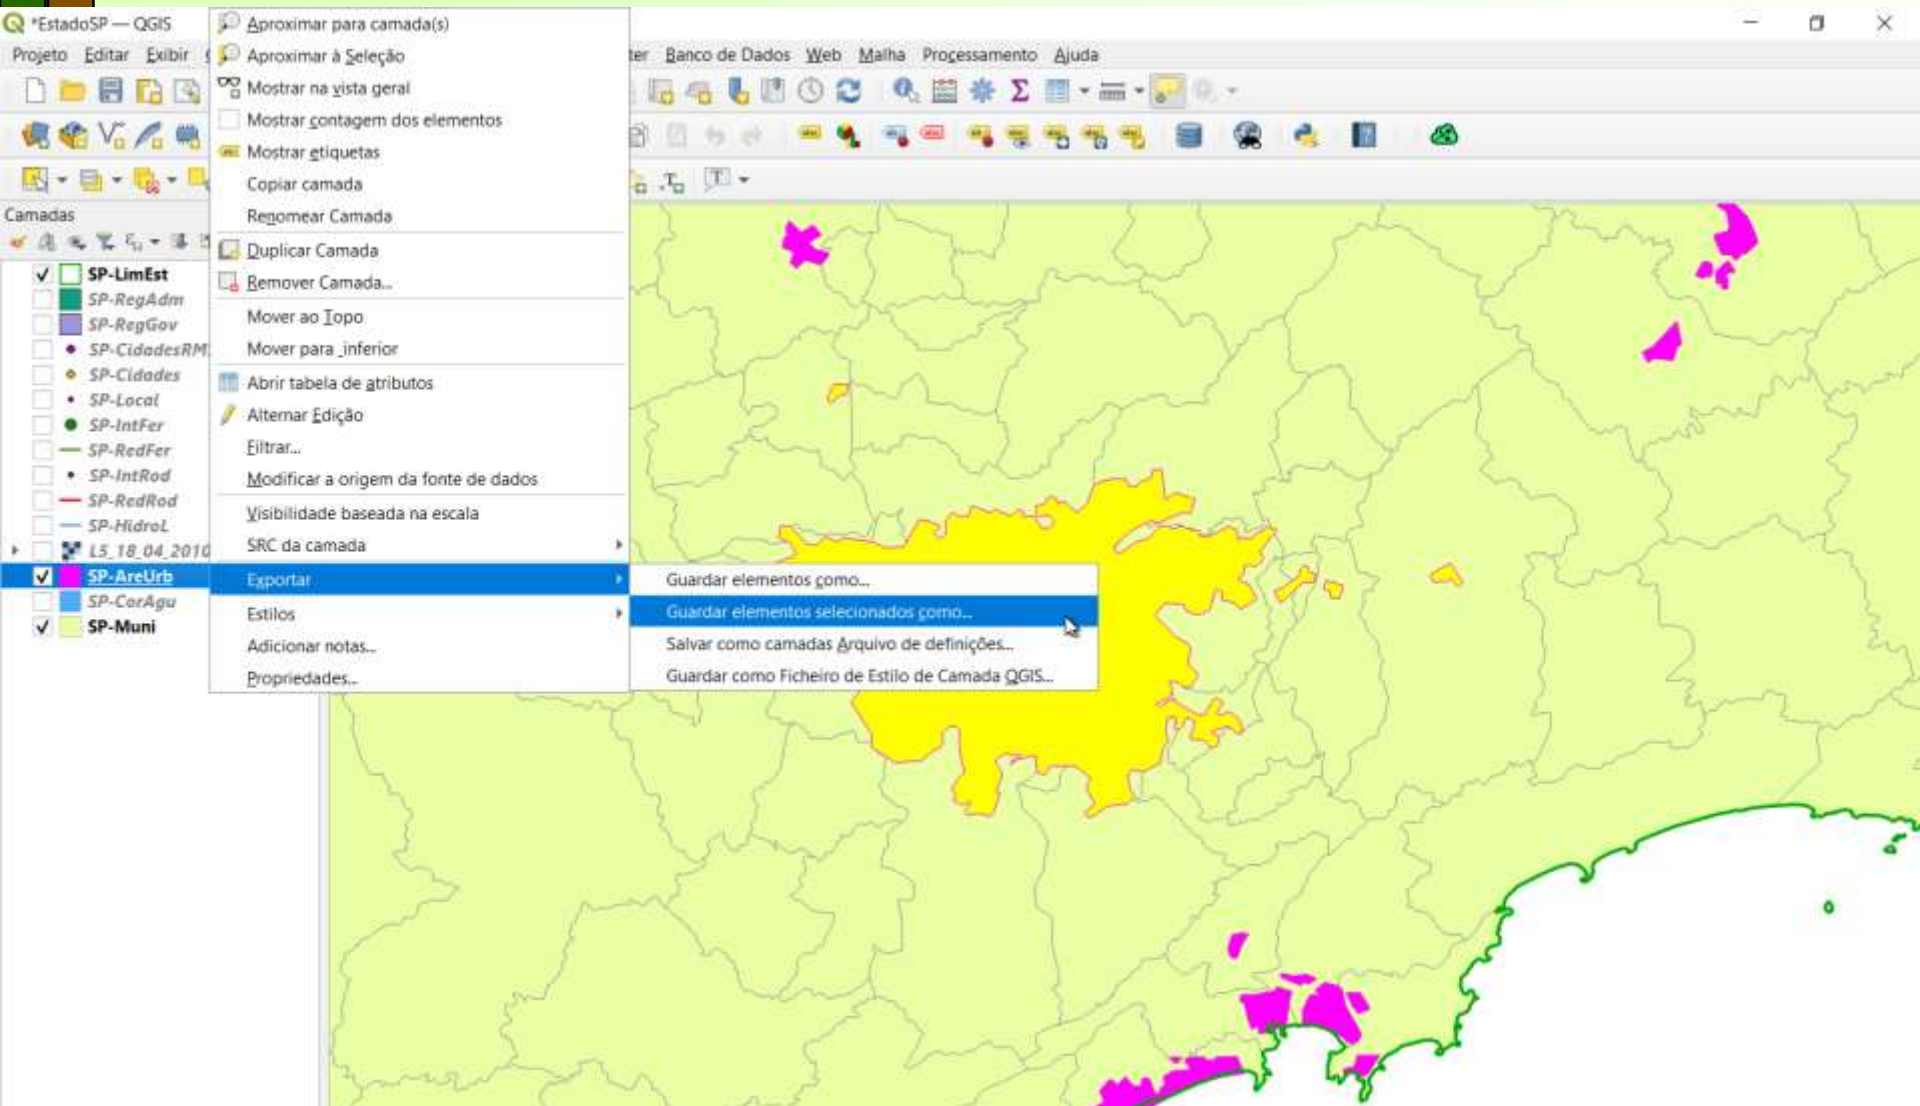 *EstadoSP — QGIS
Projeto Editar Exibir
Banco de Dados Web Malha Processamento Ajuda
Camadas
SP-LimEst
SP-RegAdm
SP-RegGov
SP-CidadesRM
SP-Cidades
SP-Local
SP-IntFer
SP-RedFer
SP-IntRod
SP-RedRod
SP-HidroL
L5_18_04_2010
SP-AreUrb
SP-CorAgu
SP-Muni
Aproximar para camada(s)
Aproximar à Seleção
Mostrar na vista geral
Mostrar contagem dos elementos
Mostrar etiquetas
Copiar camada
Renomear Camada
Duplicar Camada
Remover Camada...
Mover ao Topo
Mover para _inferior
Abrir tabela de atributos
Alternar Edição
Filtrar...
Modificar a origem da fonte de dados
Visibilidade baseada na escala
SRC da camada
Exportar
Estilos
Adicionar notas...
Propriedades...
Guardar elementos como...
Guardar elementos selecionados como...
Salvar como camadas Arquivo de definições...
Guardar como Ficheiro de Estilo de Camada QGIS...